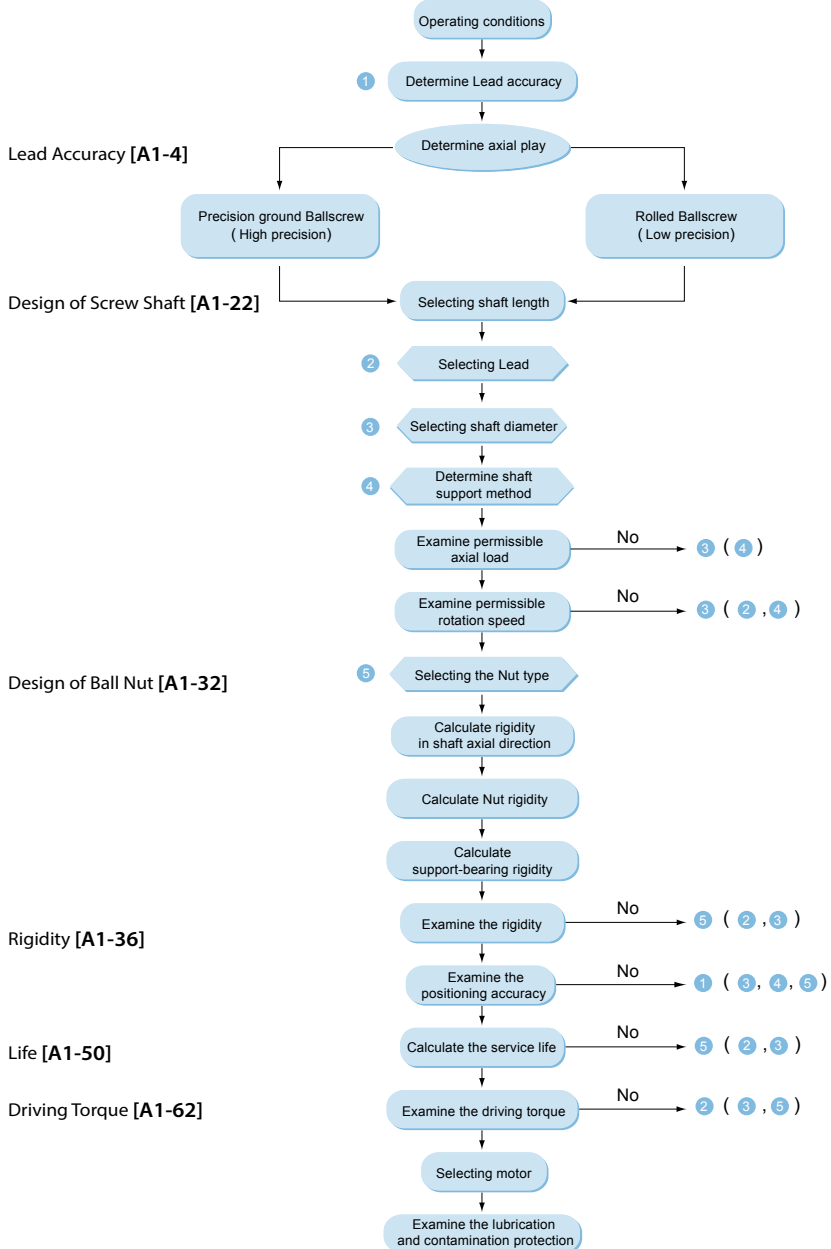 Operating conditions
1 Determine Lead accuracy
Determine axial play
Lead Accuracy [A1-4]
Precision ground Ballscrew
( High precision)
Rolled Ballscrew
( Low precision)
Design of Screw Shaft [A1-22]
Selecting shaft length
2 Selecting Lead
3 Selecting shaft diameter
4 Determine shaft
support method
Examine permissible
axial load
No
3 ( 4 )
Examine permissible
rotation speed
No
3 ( 2 , 4 )
Design of Ball Nut [A1-32]
5 Selecting the Nut type
Calculate rigidity
in shaft axial direction
Calculate Nut rigidity
Calculate
support-bearing rigidity
Rigidity [A1-36]
Examine the rigidity
No
5 ( 2 , 3 )
Examine the
positioning accuracy
No
1 ( 3, 4, 5 )
Life [A1-50]
Calculate the service life
No
5 ( 2 , 3 )
Driving Torque [A1-62]
Examine the driving torque
No
2 ( 3 , 5 )
Selecting motor
Examine the lubrication
and contamination protection